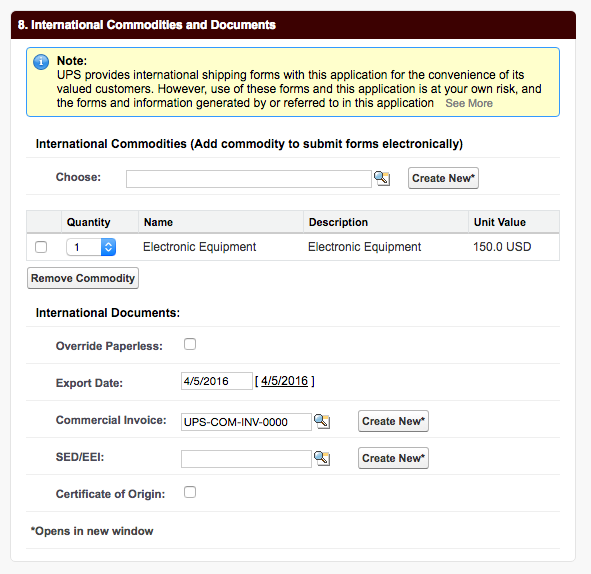 8. International Commodities and Documents
Note:
UPS provides international shipping forms with this application for the convenience of its
valued customers. However, use of these forms and this application is at your own risk, and
the forms and information generated by or referred to in this application See More
International Commodities (Add commodity to submit forms electronically)
Choose: Create New*
Quantity Name Description Unit Value
1 Electronic Equipment Electronic Equipment 150.0 USD
Remove Commodity
International Documents:
Override Paperless:
Export Date: 4/5/2016 [ 4/5/2016 ]
Commercial Invoice: UPS-COM-INV-0000 Create New*
SED/EEI: Create New*
Certificate of Origin:
*Opens in new window